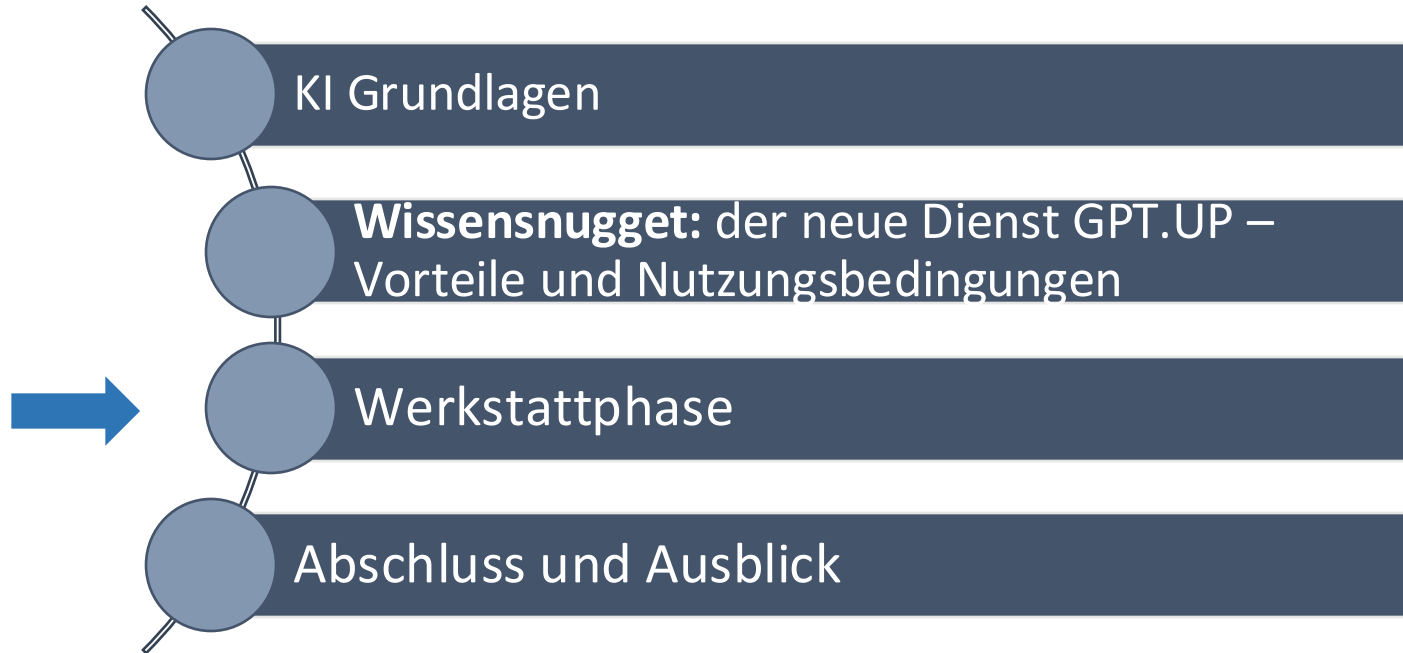 KI Grundlagen
Wissensnugget: der neue Dienst GPT.UP –
Vorteile und Nutzungsbedingungen
Werkstattphase
Abschluss und Ausblick